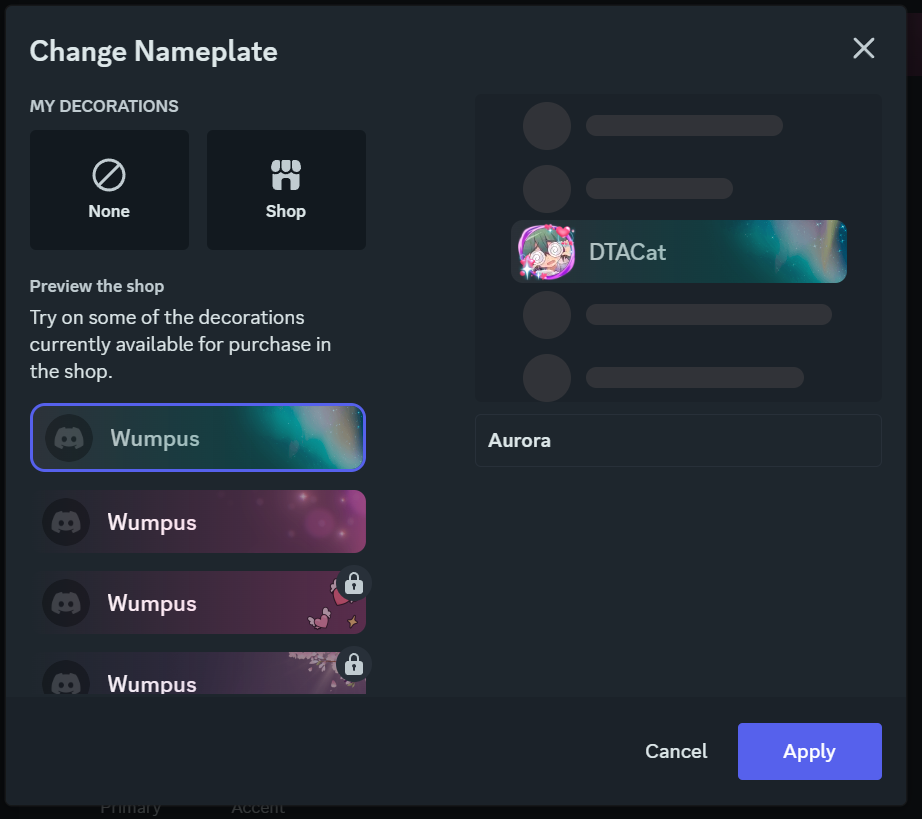 Change Nameplate
MY DECORATIONS
None
Shop
Preview the shop
Try on some of the decorations
currently available for purchase in
the shop.
Wumpus
Wumpus
Wumpus
Wumpus
DTACat
Aurora
Cancel
Apply
Primary
Accent